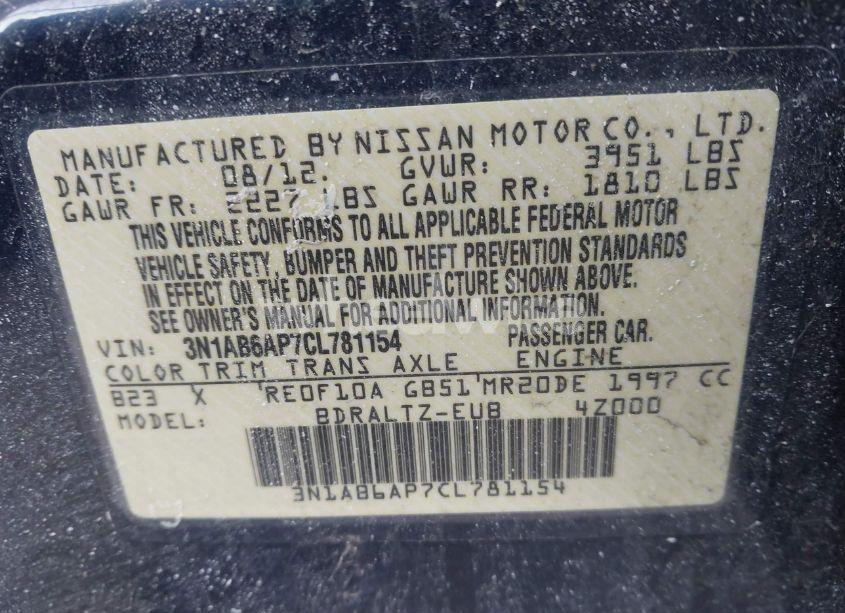 MANUFACTURED BY NISSAN MOTOR CO., LTD.
DATE: 08/12. GVWR: 3951 LBS
GAWR FR: 2227 LBS GAWR RR: 1810 LBS
THIS VEHICLE CONFORMS TO ALL APPLICABLE FEDERAL MOTOR
VEHICLE SAFETY, BUMPER AND THEFT PREVENTION STANDARDS
IN EFFECT ON THE DATE OF MANUFACTURE SHOWN ABOVE.
SEE OWNER'S MANUAL FOR ADDITIONAL INFORMATION.
VIN: 3N1AB6AP7CL781154 PASSENGER CAR.
COLOR TRIM TRANS AXLE ENGINE
B23 X RE0F10A GB51 MR20DE 1997 CC
MODEL: BDRALTZ-EUB 4Z000
3N1AB6AP7CL781154